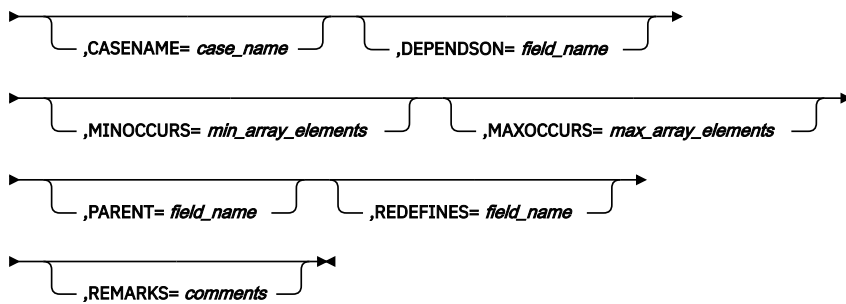 ,CASENAME= case_name ,DEPENDSON= field_name
,MINOCCURS= min_array_elements ,MAXOCCURS= max_array_elements
,PARENT= field_name ,REDEFINES= field_name
,REMARKS= comments